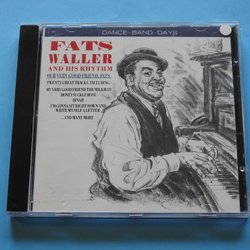 DANCE·BAND·DAYS
FATS
WALLER
AND HIS RHYTHM
OUR VERY GOOD FRIEND, FATS,
TWENTY GREAT TRACKS, INCLUDING:
MY VERY GOOD FRIEND THE MILKMAN
HONEYSUCKLE ROSE
DINAH
I'M GONNA SIT RIGHT DOWN AND
WRITE MYSELF A LETTER
...AND MANY MORE